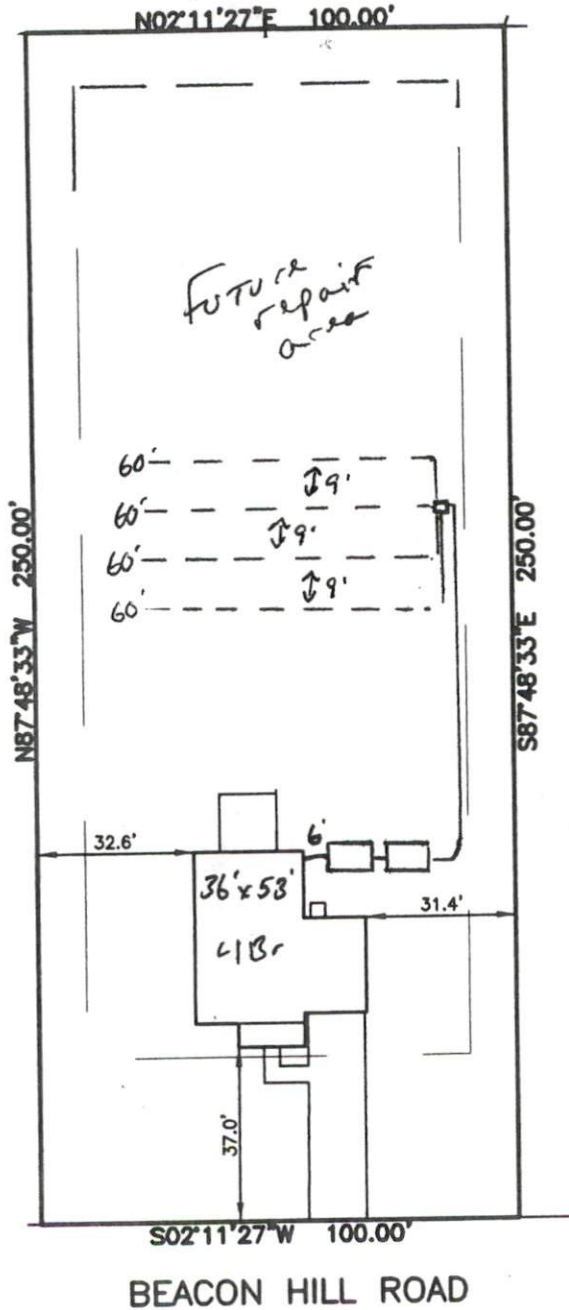 N02°11'27"E 100.00'
Future
repair
area
60'
9'
60'
9'
60'
9'
60'
N87°48'33"W 250.00'
S87°48'33"E 250.00'
32.6'
6'
36'x53'
31.4'
4Br
37.0'
S02°11'27"W 100.00'
BEACON HILL ROAD